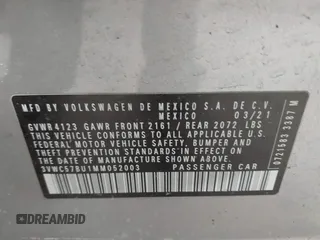 MFD BY VOLKSWAGEN DE MEXICO S.A. DE C.V.
MEXICO 03/21
GVWR 4123 GAWR FRONT 2161 / REAR 2072 LBS
THIS VEHICLE CONFORMS TO ALL APPLICABLE U.S.
FEDERAL MOTOR VEHICLE SAFETY, BUMPER AND
THEFT PREVENTION STANDARDS IN EFFECT ON THE
DATE OF MANUFACTURE SHOWN ABOVE.
3VWC57BU1MM052003 PASSENGER CAR
0721583 3387 M
DREAMBID